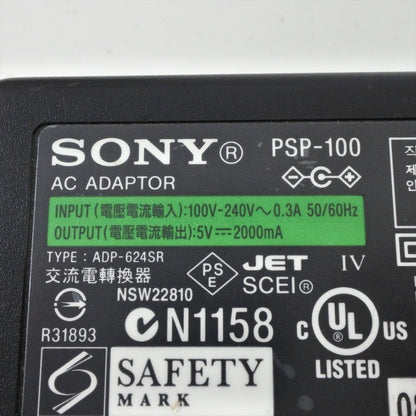 SONY® PSP-100
AC ADAPTOR
INPUT (電壓電流輸入):100V-240V～0.3A 50/60Hz
OUTPUT (電壓電流輸出):5V⎓2000mA
TYPE : ADP-624SR
交流電轉換器
PS
E
JET
SCEI®
IV
NSW22810
R31893
N1158
C UL® US
LISTED
SAFETY
MARK